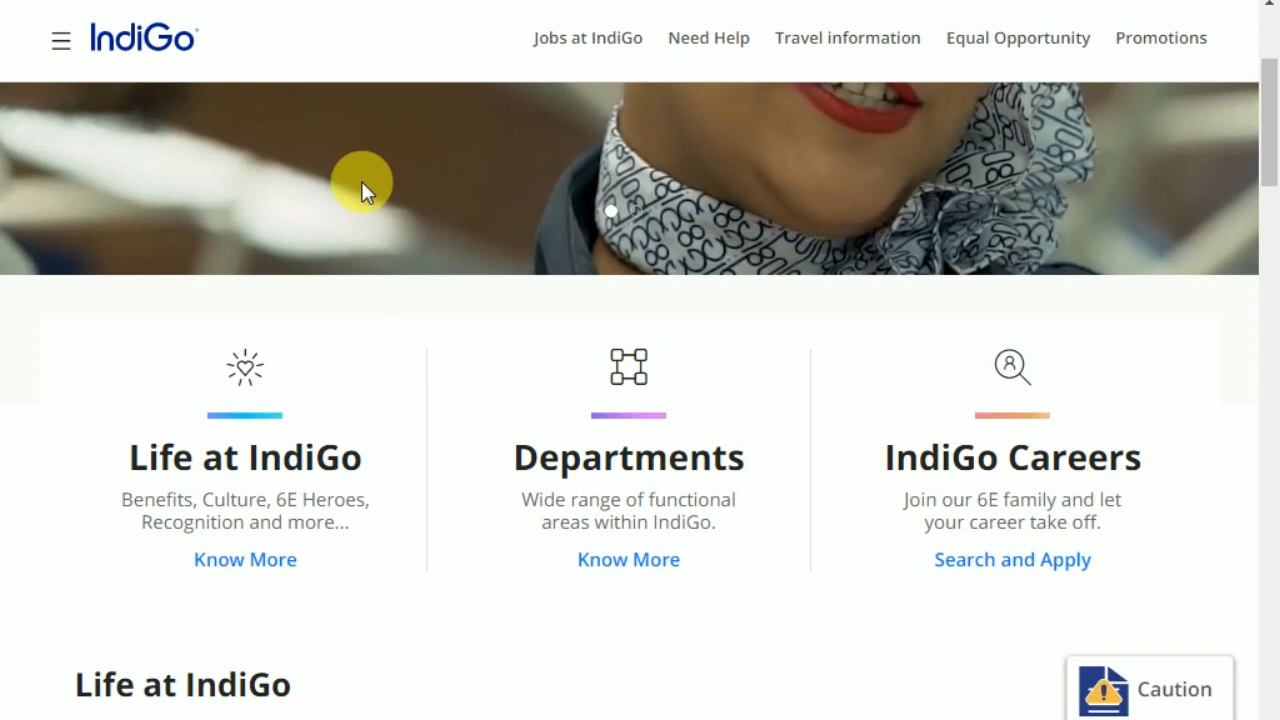 IndiGo
Jobs at IndiGo
Need Help
Travel information
Equal Opportunity
Promotions
Life at IndiGo
Benefits, Culture, 6E Heroes,
Recognition and more...
Know More
Departments
Wide range of functional
areas within IndiGo.
Know More
IndiGo Careers
Join our 6E family and let
your career take off.
Search and Apply
Life at IndiGo
Caution